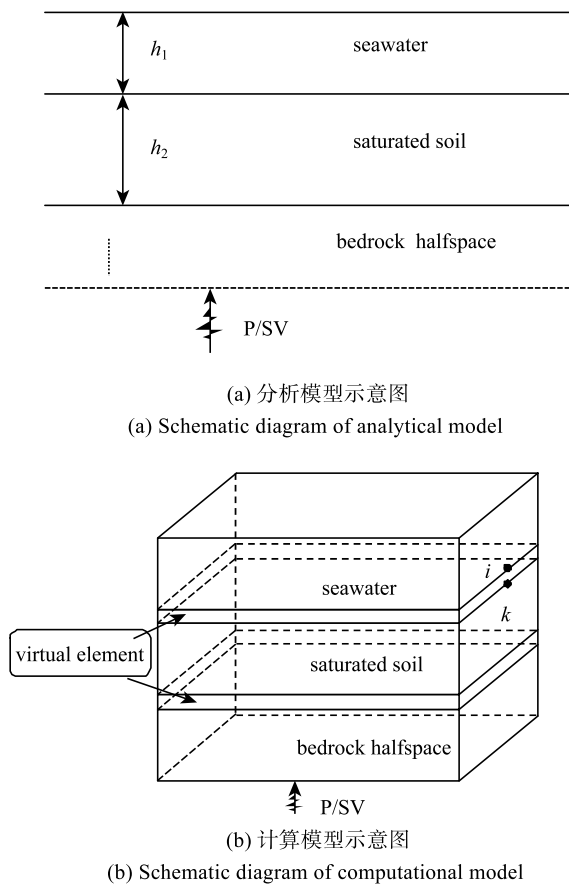 seawater
h1
saturated soil
h2
bedrock halfspace
P/SV
(a) 分析模型示意图
(a) Schematic diagram of analytical model
i
seawater
k
virtual element
saturated soil
bedrock halfspace
P/SV
(b) 计算模型示意图
(b) Schematic diagram of computational model